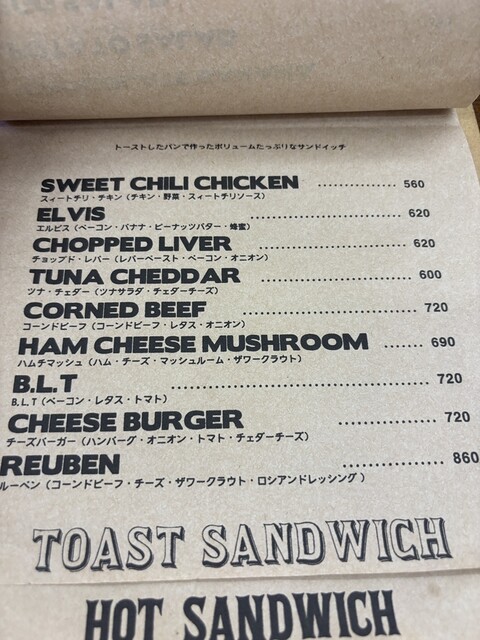 トーストしたパンで作ったボリュームたっぷりなサンドイッチ
SWEET CHILI CHICKEN ................ 560
スィートチリ・チキン(チキン・野菜・スィートチリソース)
ELVIS ................ 620
エルビス(ベーコン・バナナ・ピーナッツバター・蜂蜜)
CHOPPED LIVER ................ 620
チョップド・レバー(レバーペースト・ベーコン・オニオン)
TUNA CHEDDAR ................ 600
ツナ・チェダー(ツナサラダ・チェダーチーズ)
CORNED BEEF ................ 720
コーンドビーフ(コーンドビーフ・レタス・オニオン)
HAM CHEESE MUSHROOM ........ 690
ハムチマッシュ(ハム・チーズ・マッシュルーム・ザワークラウト)
B.L.T ................ 720
B.L.T(ベーコン・レタス・トマト)
CHEESE BURGER ................ 720
チーズバーガー(ハンバーグ・オニオン・トマト・チェダーチーズ)
REUBEN ................ 860
ルーベン(コーンドビーフ・チーズ・ザワークラウト・ロシアンドレッシング)
TOAST SANDWICH
HOT SANDWICH